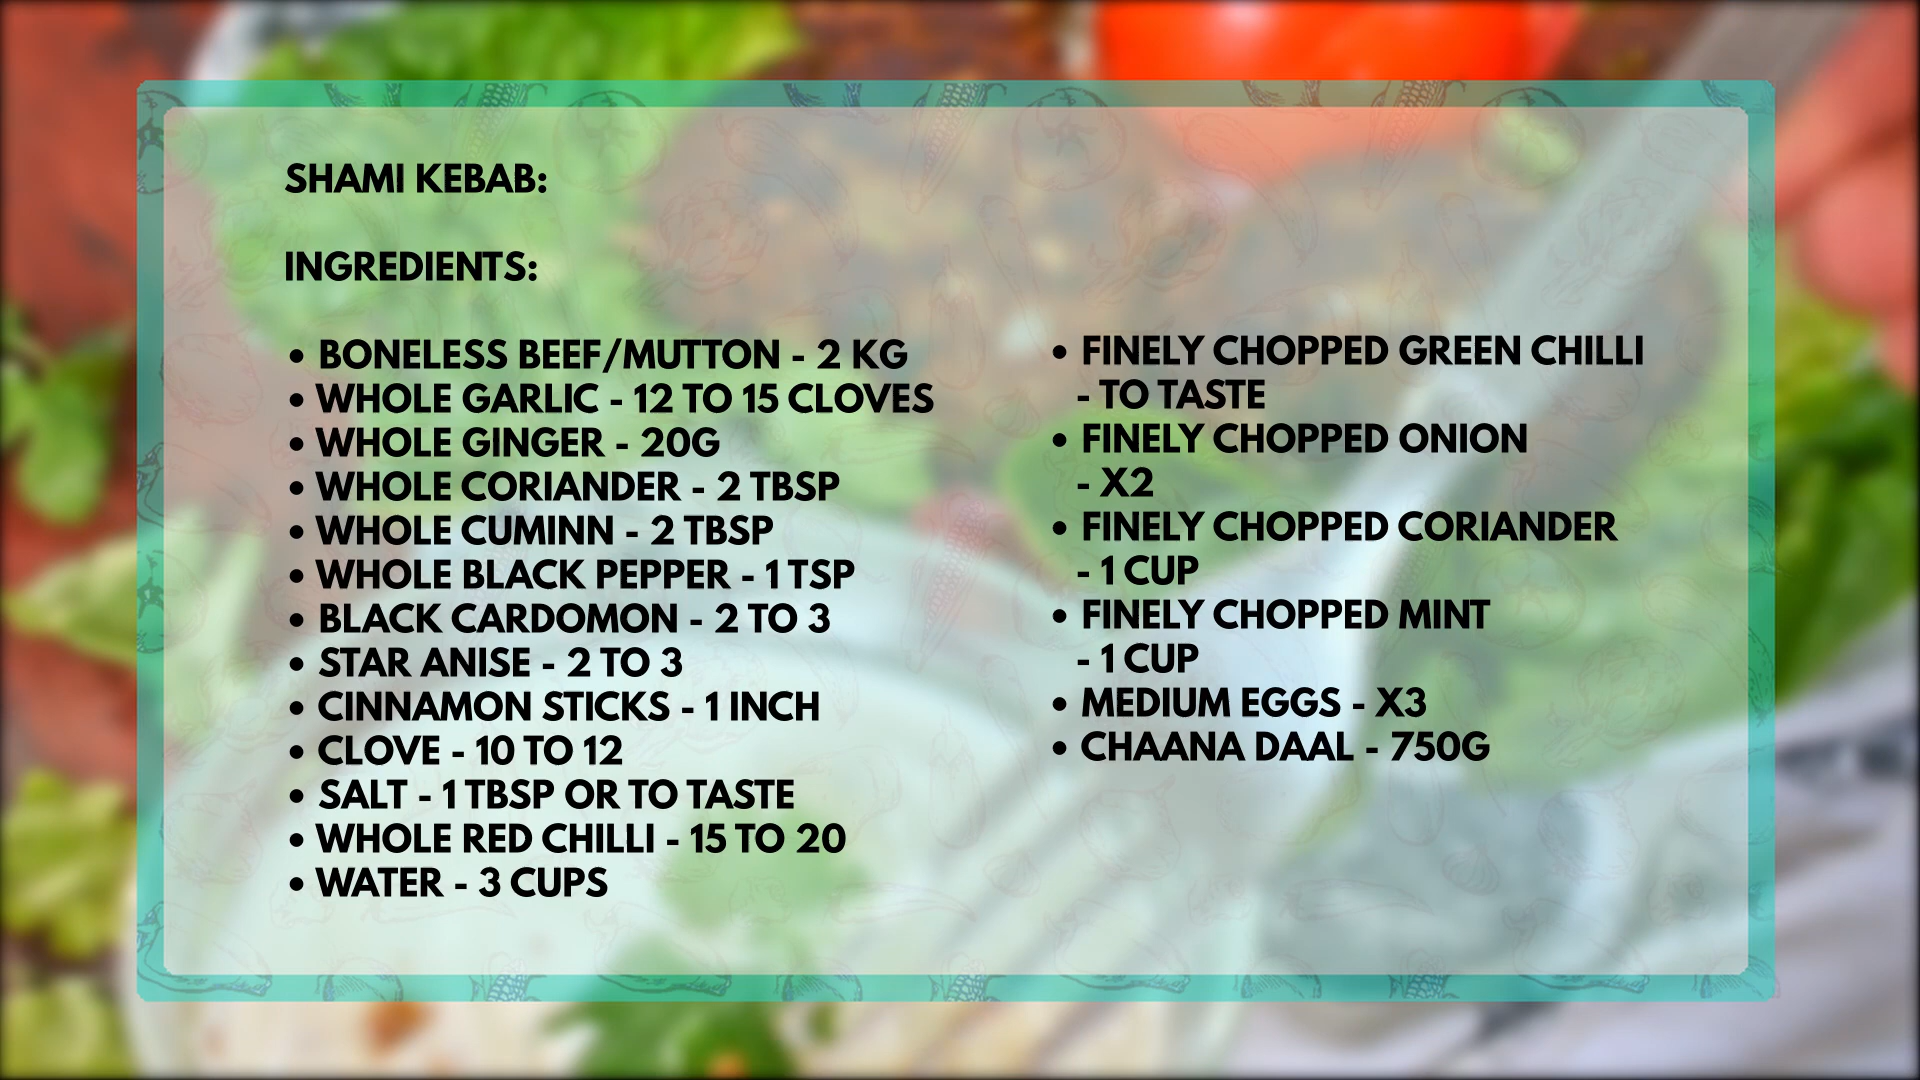 SHAMI KEBAB:
INGREDIENTS:
• BONELESS BEEF/MUTTON - 2 KG
• WHOLE GARLIC - 12 TO 15 CLOVES
• WHOLE GINGER - 20G
• WHOLE CORIANDER - 2 TBSP
• WHOLE CUMINN - 2 TBSP
• WHOLE BLACK PEPPER - 1 TSP
• BLACK CARDOMON - 2 TO 3
• STAR ANISE - 2 TO 3
• CINNAMON STICKS - 1 INCH
• CLOVE - 10 TO 12
• SALT - 1 TBSP OR TO TASTE
• WHOLE RED CHILLI - 15 TO 20
• WATER - 3 CUPS
• FINELY CHOPPED GREEN CHILLI
- TO TASTE
• FINELY CHOPPED ONION
- X2
• FINELY CHOPPED CORIANDER
- 1 CUP
• FINELY CHOPPED MINT
- 1 CUP
• MEDIUM EGGS - X3
• CHAANA DAAL - 750G